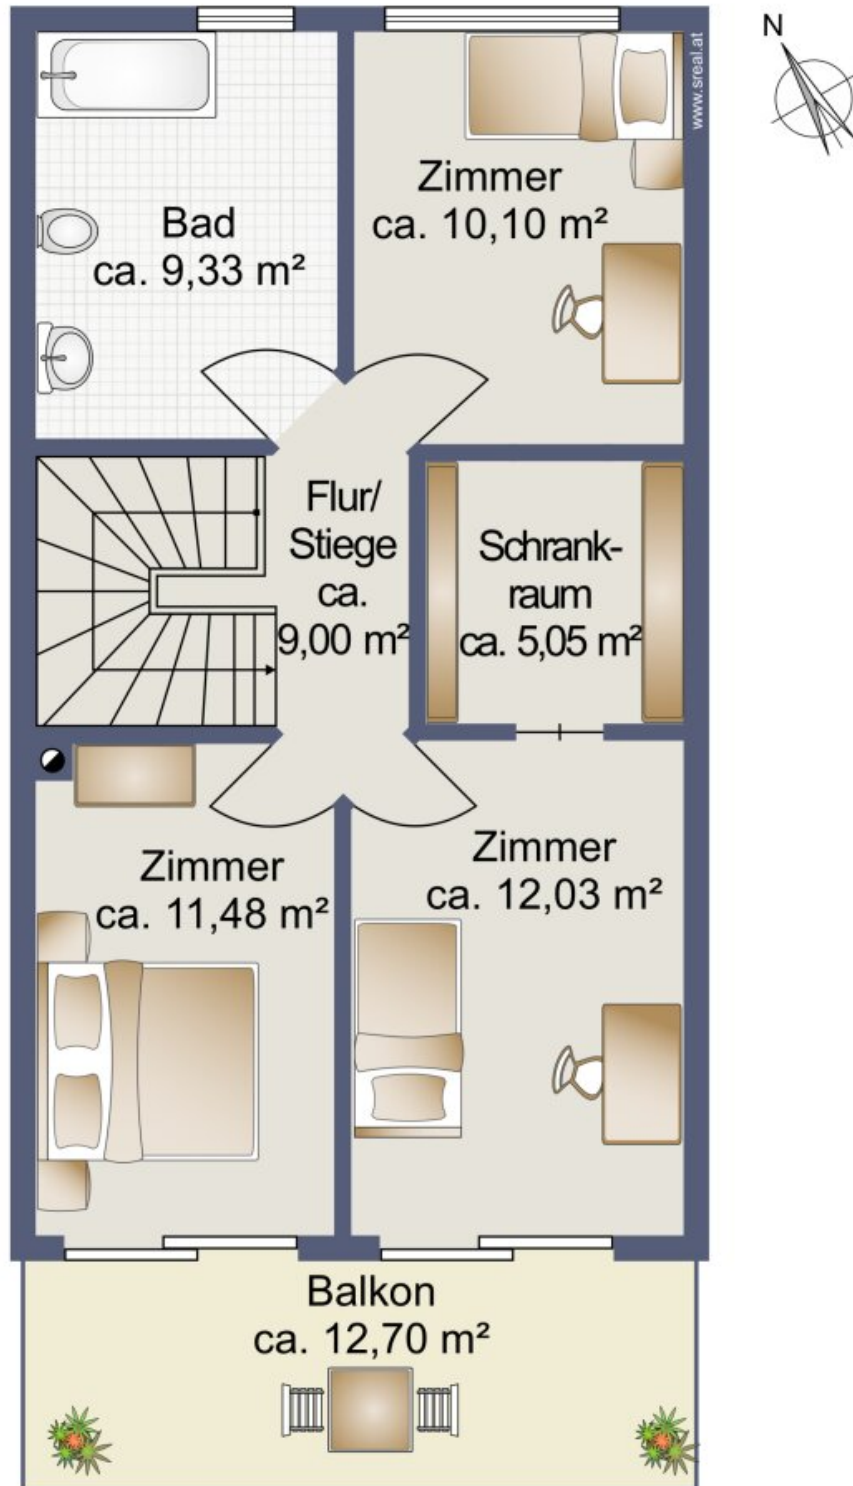 N
www.sreal.at
Zimmer
ca. 10,10 m²
Bad
ca. 9,33 m²
Flur/
Stiege
ca.
9,00 m²
Schrank-
raum
ca. 5,05 m²
Zimmer
ca. 11,48 m²
Zimmer
ca. 12,03 m²
Balkon
ca. 12,70 m²